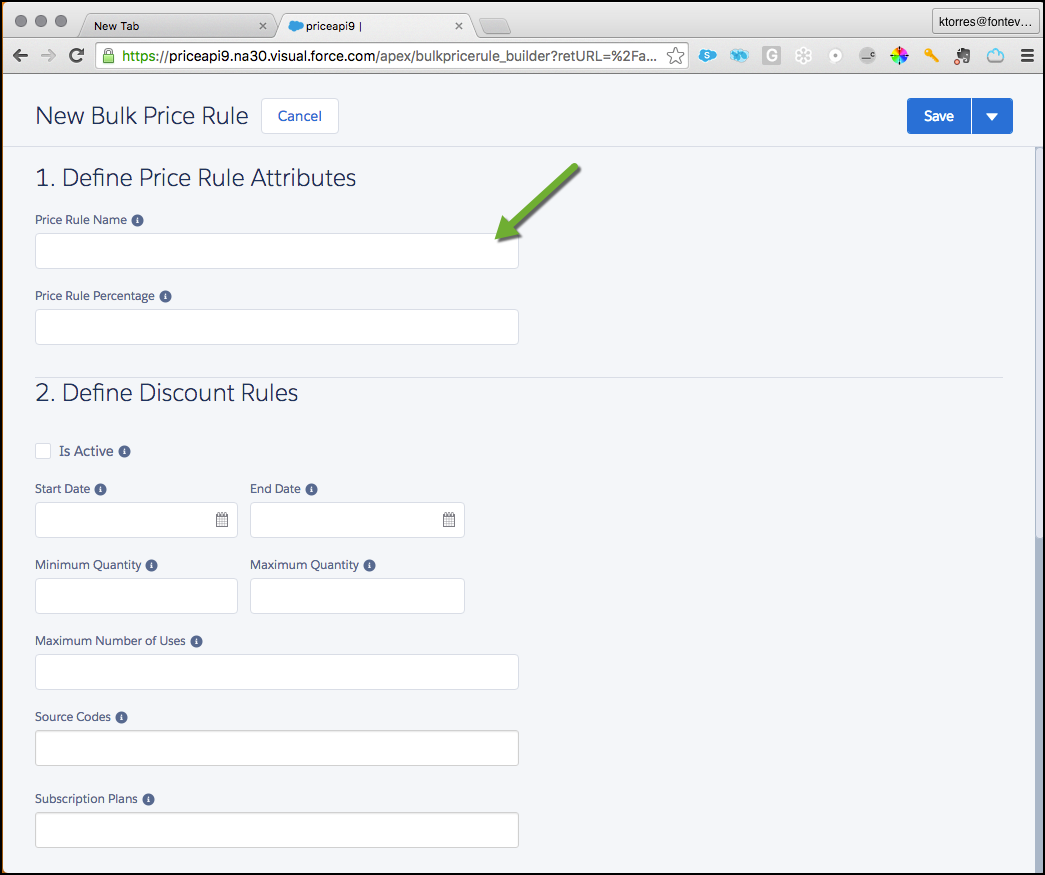 New Tab
priceapi9 |
ktorres@fontev...
https://priceapi9.na30.visual.force.com/apex/bulkpricerule_builder?retURL=%2Fa...
New Bulk Price Rule
Cancel
Save
1. Define Price Rule Attributes
Price Rule Name
Price Rule Percentage
2. Define Discount Rules
Is Active
Start Date
End Date
Minimum Quantity
Maximum Quantity
Maximum Number of Uses
Source Codes
Subscription Plans